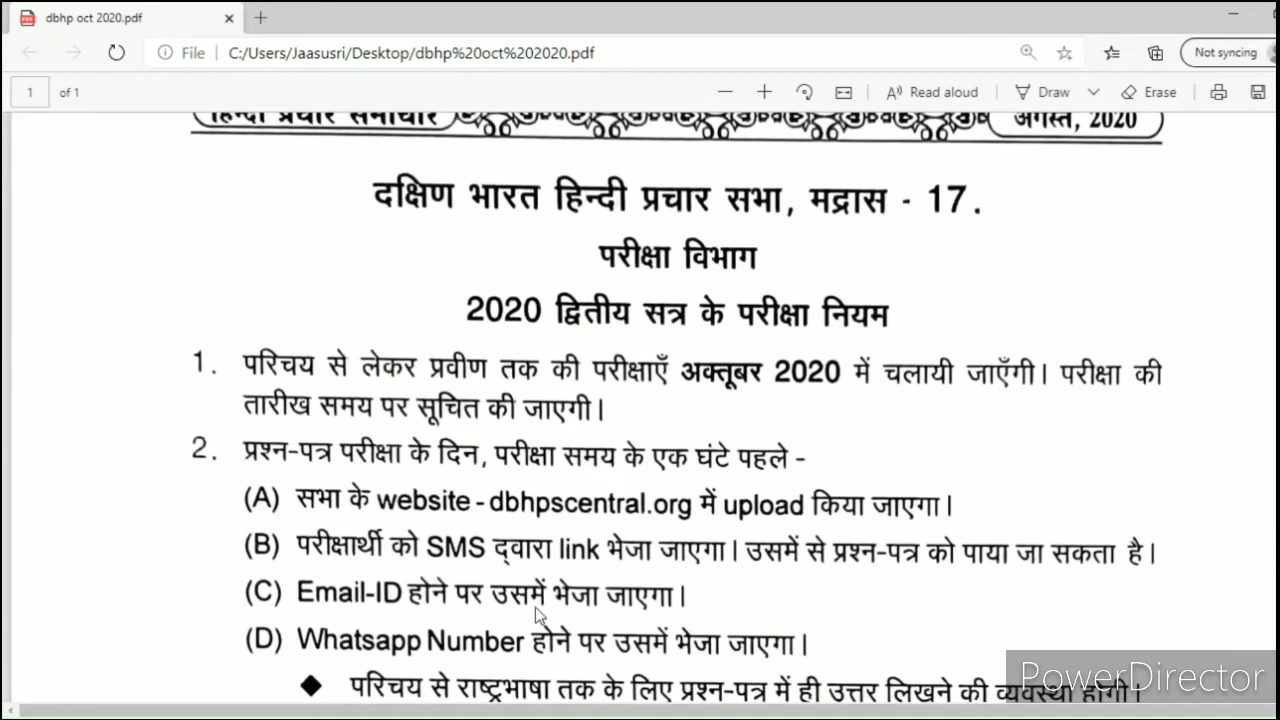 dbhp oct 2020.pdf
File C:/Users/Jaasusri/Desktop/dbhp%20oct%202020.pdf Not syncing
1 of 1 Read aloud Draw Erase
हिन्दी प्रचार समाचार अगस्त, 2020
दक्षिण भारत हिन्दी प्रचार सभा, मद्रास - 17.
परीक्षा विभाग
2020 द्वितीय सत्र के परीक्षा नियम
1. परिचय से लेकर प्रवीण तक की परीक्षाएँ अक्तूबर 2020 में चलायी जाएँगी। परीक्षा की
तारीख समय पर सूचित की जाएगी।
2. प्रश्न-पत्र परीक्षा के दिन, परीक्षा समय के एक घंटे पहले -
(A) सभा के website - dbhpscentral.org में upload किया जाएगा।
(B) परीक्षार्थी को SMS द्वारा link भेजा जाएगा। उसमें से प्रश्न-पत्र को पाया जा सकता है।
(C) Email-ID होने पर उसमें भेजा जाएगा।
(D) Whatsapp Number होने पर उसमें भेजा जाएगा।
◆ परिचय से राष्ट्रभाषा तक के लिए प्रश्न-पत्र में ही उत्तर लिखने की व्यवस्था होगी।
PowerDirector